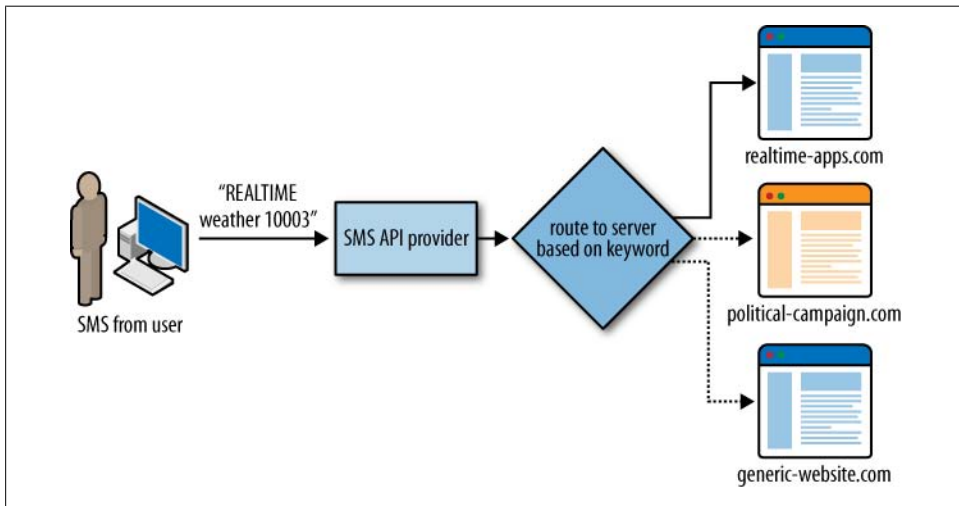 “REALTIME
weather 10003”
SMS from user
SMS API provider
route to server
based on keyword
realtime-apps.com
political-campaign.com
generic-website.com